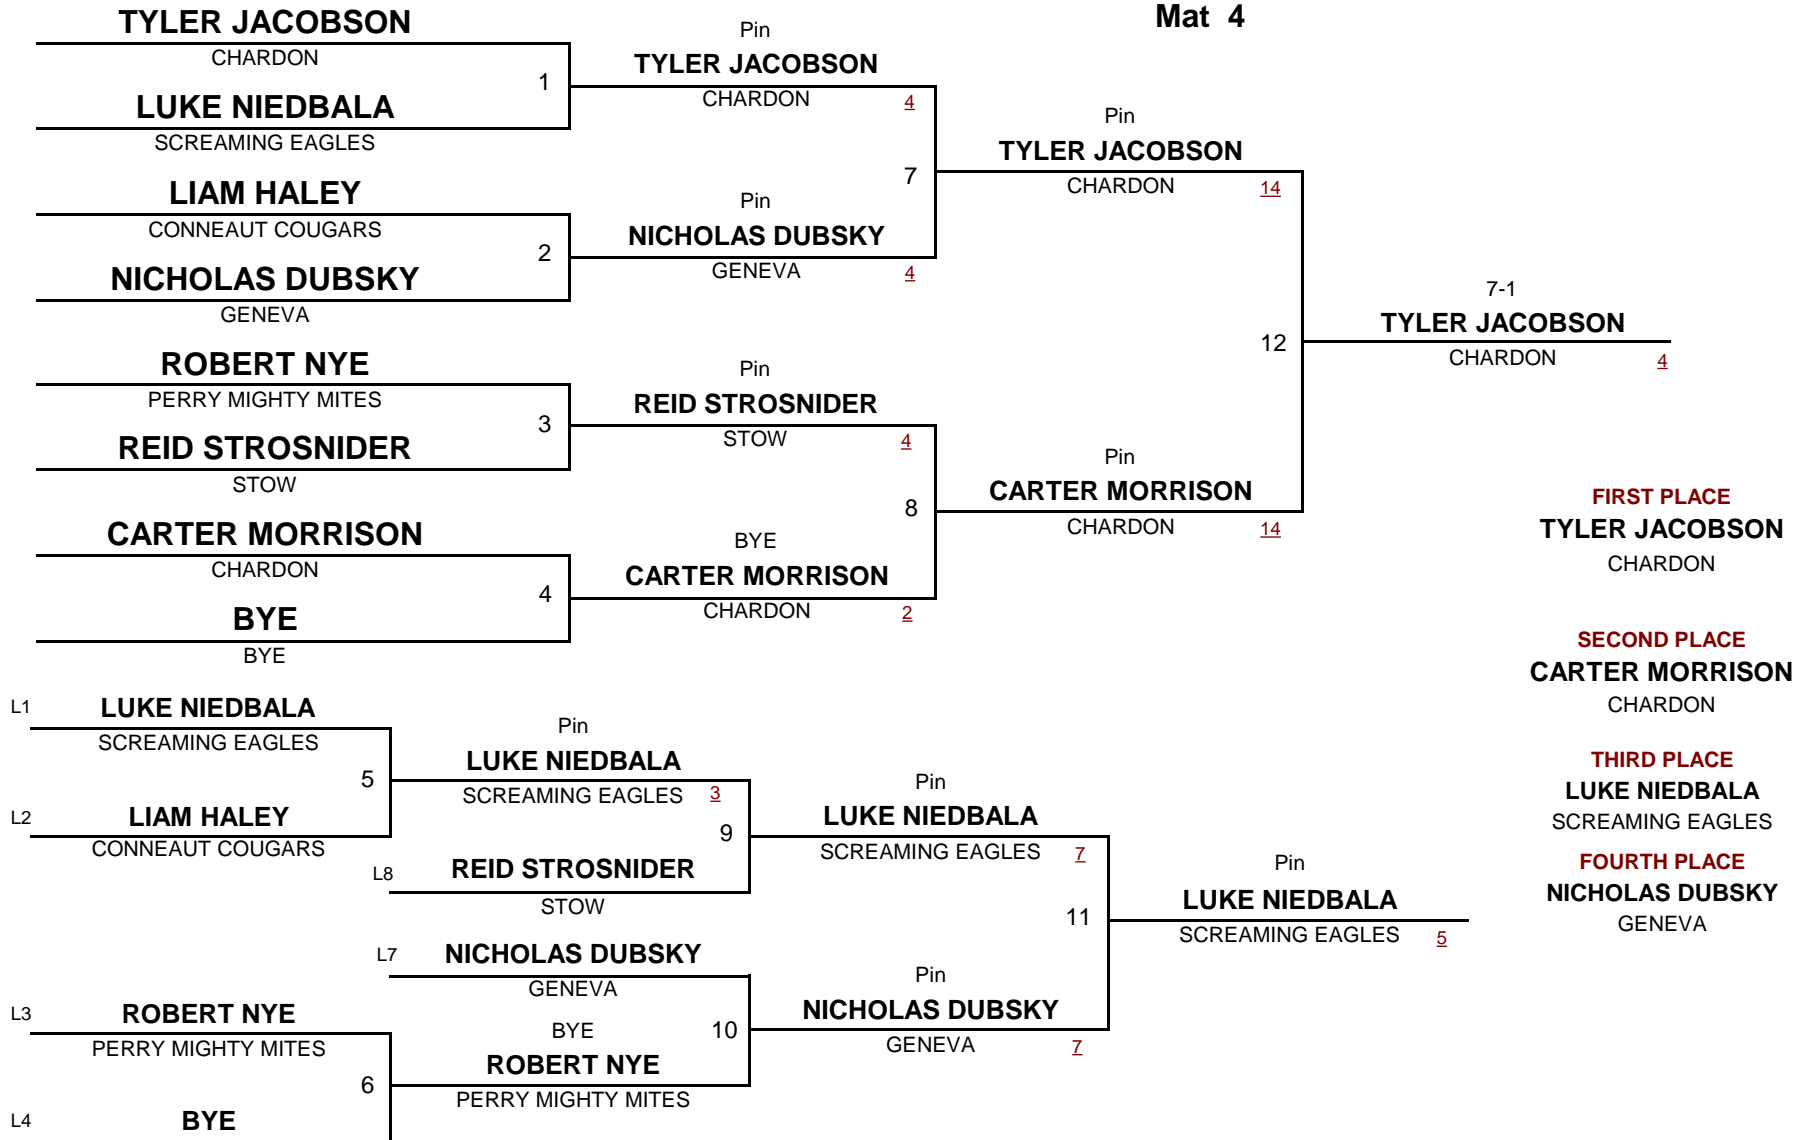 Mat 4
TYLER JACOBSON
CHARDON
1
LUKE NIEDBALA
SCREAMING EAGLES
LIAM HALEY
CONNEAUT COUGARS
2
NICHOLAS DUBSKY
GENEVA
ROBERT NYE
PERRY MIGHTY MITES
3
REID STROSNIDER
STOW
CARTER MORRISON
CHARDON
4
BYE
BYE
Pin
TYLER JACOBSON
CHARDON 4
7
Pin
NICHOLAS DUBSKY
GENEVA 4
Pin
REID STROSNIDER
STOW 4
8
BYE
CARTER MORRISON
CHARDON 2
Pin
TYLER JACOBSON
CHARDON 14
12
Pin
CARTER MORRISON
CHARDON 14
7-1
TYLER JACOBSON
CHARDON 4
FIRST PLACE
TYLER JACOBSON
CHARDON
SECOND PLACE
CARTER MORRISON
CHARDON
THIRD PLACE
LUKE NIEDBALA
SCREAMING EAGLES
FOURTH PLACE
NICHOLAS DUBSKY
GENEVA
L1 LUKE NIEDBALA
SCREAMING EAGLES
5
L2 LIAM HALEY
CONNEAUT COUGARS
L3 ROBERT NYE
PERRY MIGHTY MITES
6
L4 BYE
Pin
LUKE NIEDBALA
SCREAMING EAGLES 3
9
L8 REID STROSNIDER
STOW
L7 NICHOLAS DUBSKY
GENEVA
BYE 10
ROBERT NYE
PERRY MIGHTY MITES
Pin
LUKE NIEDBALA
SCREAMING EAGLES 7
11
Pin
NICHOLAS DUBSKY
GENEVA 7
Pin
LUKE NIEDBALA
SCREAMING EAGLES 5